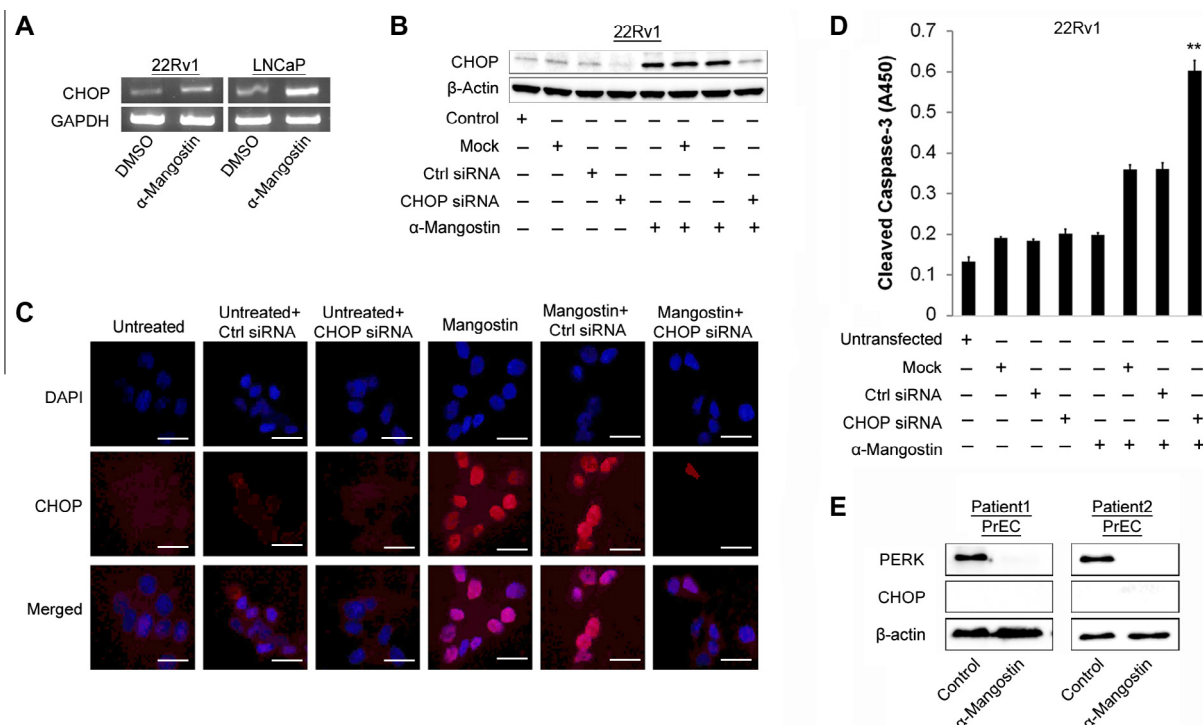 A
22Rv1 LNCaP
CHOP
GAPDH
DMSO α-Mangostin DMSO α-Mangostin
B
22Rv1
CHOP
β-Actin
Control + – – – – – – –
Mock – + – – – + – –
Ctrl siRNA – – + – – – + –
CHOP siRNA – – – + – – – +
α-Mangostin – – – – + + + +
C
Untreated Untreated+ Ctrl siRNA Untreated+ CHOP siRNA Mangostin Mangostin+ Ctrl siRNA Mangostin+ CHOP siRNA
DAPI
CHOP
Merged
D
22Rv1
**
Cleaved Caspase-3 (A450)
0.7
0.6
0.5
0.4
0.3
0.2
0.1
0
Untransfected + – – – – – – –
Mock – + – – – + – –
Ctrl siRNA – – + – – – + –
CHOP siRNA – – – + – – – +
α-Mangostin – – – – + + + +
E
Patient1 Patient2
PrEC PrEC
PERK
CHOP
β-actin
Control α-Mangostin Control α-Mangostin